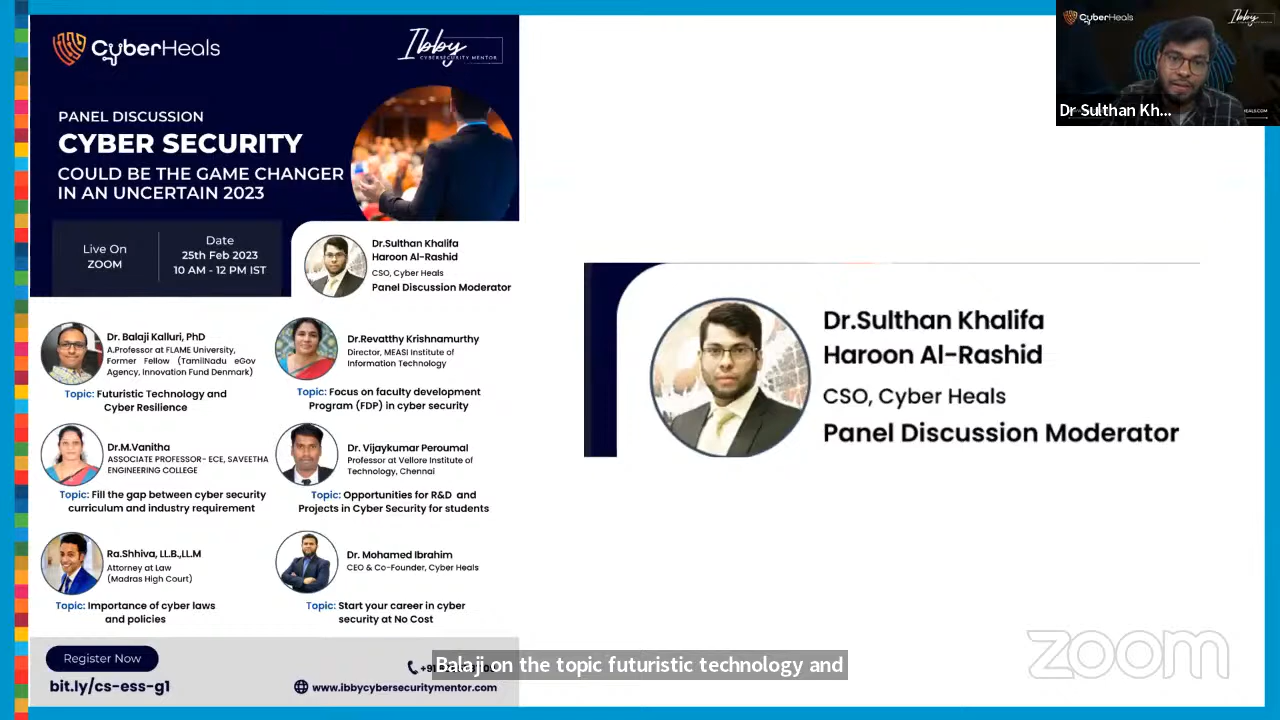 CyberHeals
Ibby
CYBERSECURITY MENTOR
PANEL DISCUSSION
CYBER SECURITY
COULD BE THE GAME CHANGER
IN AN UNCERTAIN 2023
Live On
ZOOM
Date
25th Feb 2023
10 AM - 12 PM IST
Dr.Sulthan Khalifa
Haroon Al-Rashid
CSO, Cyber Heals
Panel Discussion Moderator
Dr. Balaji Kalluri, PhD
A.Professor at FLAME University,
Former Fellow (TamilNadu eGov
Agency, Innovation Fund Denmark)
Topic: Futuristic Technology and
Cyber Resilience
Dr.Revatthy Krishnamurthy
Director, MEASI Institute of
Information Technology
Topic: Focus on faculty development
Program (FDP) in cyber security
Dr.M.Vanitha
ASSOCIATE PROFESSOR- ECE, SAVEETHA
ENGINEERING COLLEGE
Topic: Fill the gap between cyber security
curriculum and industry requirement
Dr. Vijaykumar Peroumal
Professor at Vellore Institute of
Technology, Chennai
Topic: Opportunities for R&D and
Projects in Cyber Security for students
Ra.Shhiva, LL.B.,LL.M
Attorney at Law
(Madras High Court)
Topic: Importance of cyber laws
and policies
Dr. Mohamed Ibrahim
CEO & Co-Founder, Cyber Heals
Topic: Start your career in cyber
security at No Cost
Register Now
bit.ly/cs-ess-g1
www.ibbycybersecuritymentor.com
Dr.Sulthan Khalifa
Haroon Al-Rashid
CSO, Cyber Heals
Panel Discussion Moderator
CyberHeals
Ibby
Dr Sulthan Kh...
Balaji on the topic futuristic technology and
zoom